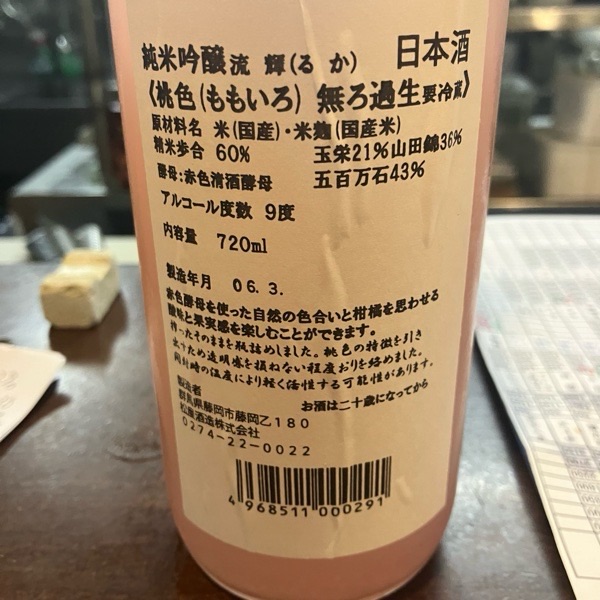 純米吟醸 流 輝(るか) 日本酒
《桃色(ももいろ) 無ろ過生 要冷蔵》
原材料名 米(国産)・米麹(国産米)
精米歩合 60% 玉栄21%山田錦36%
酵母:赤色清酒酵母 五百万石43%
アルコール度数 9度
内容量 720ml
製造年月 06.3.
赤色酵母を使った自然の色合いと柑橘を思わせる
酸味と果実感を楽しむことができます。
搾ったそのままを瓶詰めしました。桃色の特徴を引き
出すため透明感を損ねない程度おりを絡めました。
開封時の温度により軽く活性する可能性があります。
お酒は二十歳になってから
製造者
群馬県藤岡市藤岡乙180
松屋酒造株式会社
0274-22-0022
4 968511 000291